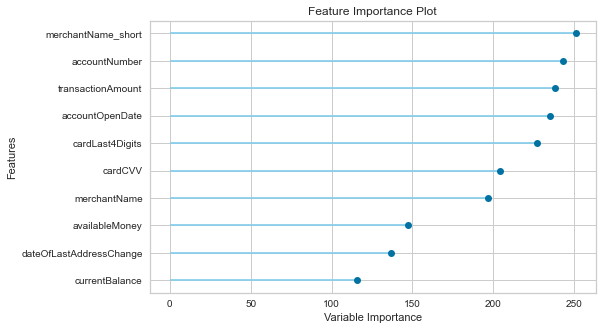 Feature Importance Plot
merchantName_short
accountNumber
transactionAmount
accountOpenDate
cardLast4Digits
cardCVV
merchantName
availableMoney
dateOfLastAddressChange
currentBalance
Features
0 50 100 150 200 250
Variable Importance